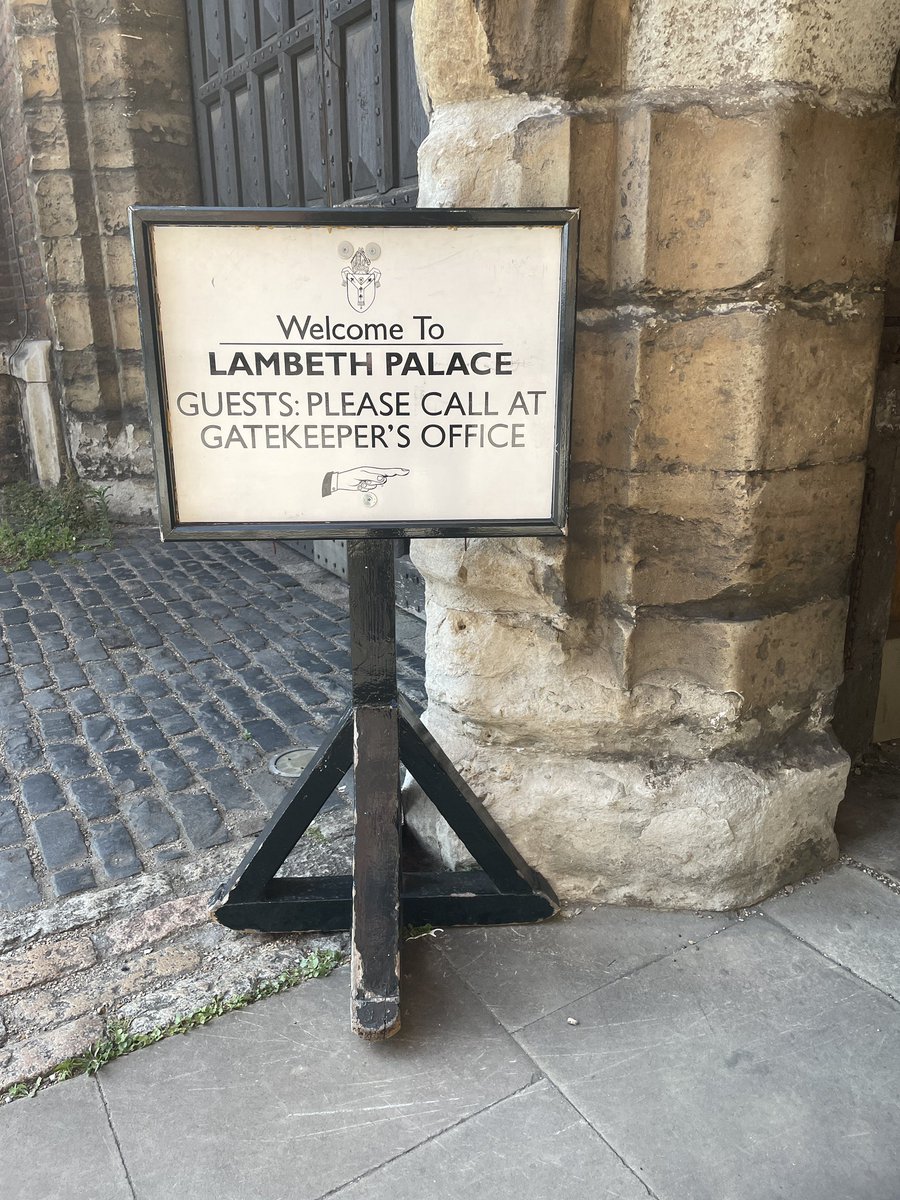 Welcome To
LAMBETH PALACE
GUESTS: PLEASE CALL AT
GATEKEEPER'S OFFICE